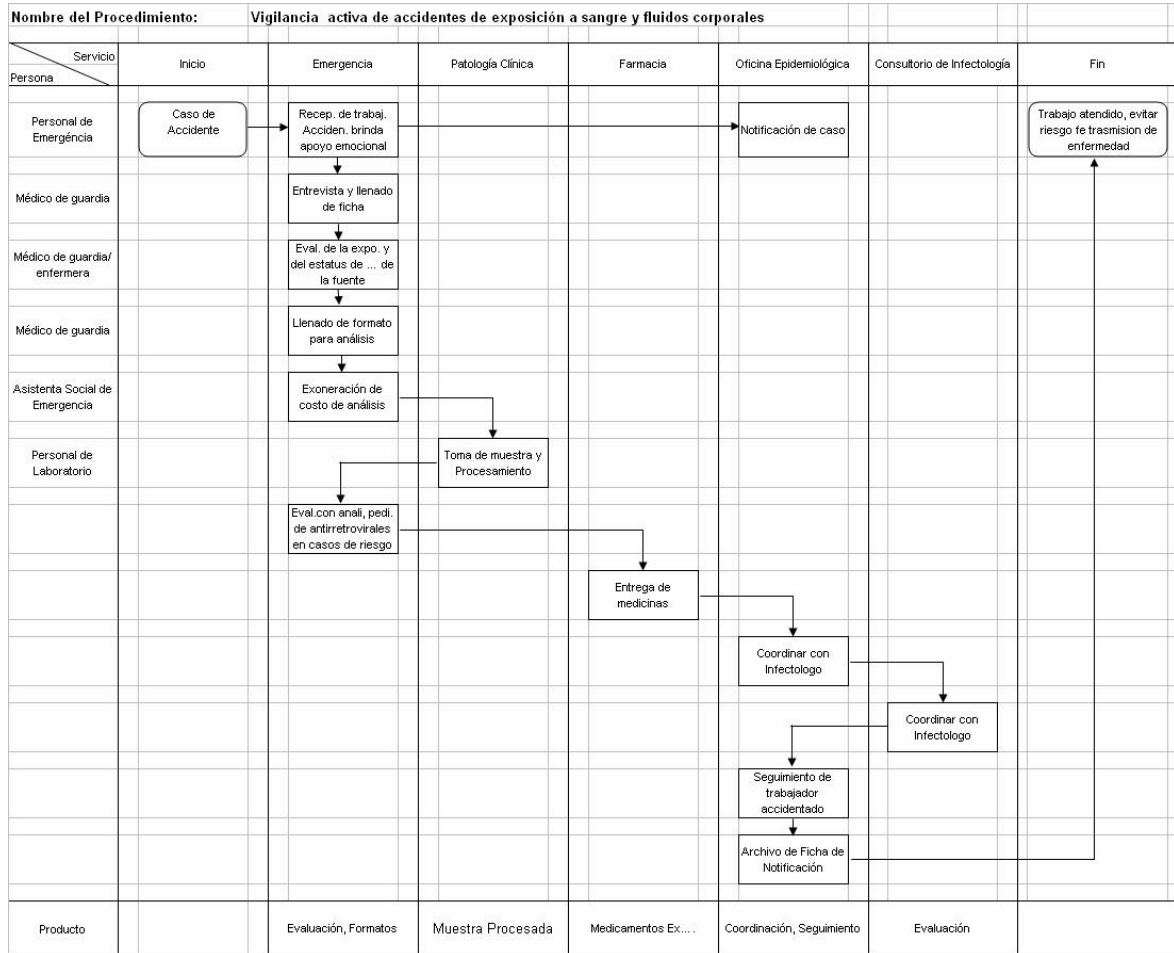 Nombre del Procedimiento: Vigilancia activa de accidentes de exposición a sangre y fluidos corporales
Servicio
Persona
Inicio
Emergencia
Patología Clínica
Farmacia
Oficina Epidemiológica
Consultorio de Infectología
Fin
Personal de
Emergéncia
Caso de
Accidente
Recep. de trabaj.
Acciden. brinda
apoyo emocional
Notificación de caso
Trabajo atendido, evitar
riesgo fe trasmision de
enfermedad
Médico de guardia
Entrevista y llenado
de ficha
Médico de guardia/
enfermera
Eval. de la expo. y
del estatus de ... de
la fuente
Médico de guardia
Llenado de formato
para análisis
Asistenta Social de
Emergencia
Exoneración de
costo de análisis
Personal de
Laboratorio
Toma de muestra y
Procesamiento
Eval.con anali, pedi.
de antirretrovirales
en casos de riesgo
Entrega de
medicinas
Coordinar con
Infectologo
Coordinar con
Infectologo
Seguimiento de
trabajador
accidentado
Archivo de Ficha de
Notificación
Producto
Evaluación, Formatos
Muestra Procesada
Medicamentos Ex....
Coordinación, Seguimiento
Evaluación